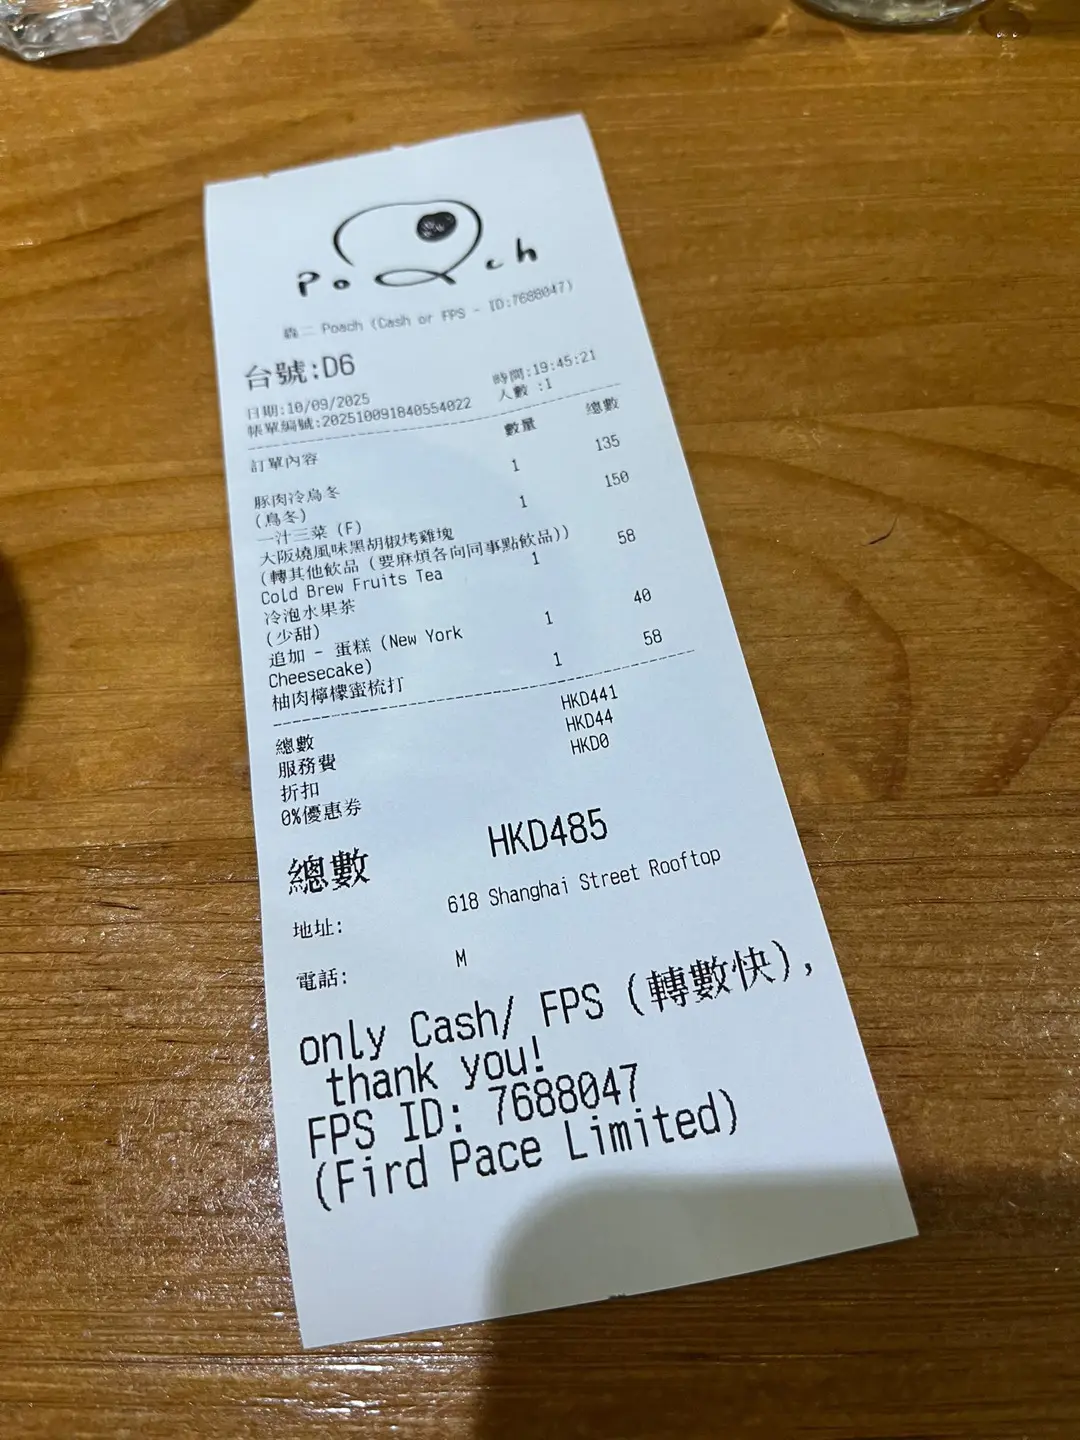 Poach
犇二 Poach (Cash or FPS - ID:7688047)
台號:D6
日期:10/09/2025 時間:19:45:21
帳單編號:202510091840554022 人數 :1
訂單內容 數量 總數
豚肉冷烏冬 1 135
(烏冬)
一汁三菜 (F) 1 150
大阪燒風味黑胡椒烤雞塊
(轉其他飲品 (要麻煩各向同事點飲品))
Cold Brew Fruits Tea 1 58
冷泡水果茶
(少甜)
追加 - 蛋糕 (New York 1 40
Cheesecake)
柚肉檸檬蜜梳打 1 58
總數 HKD441
服務費 HKD44
折扣 HKD0
0%優惠券
總數 HKD485
地址: 618 Shanghai Street Rooftop
電話: M
only Cash/ FPS (轉數快),
thank you!
FPS ID: 7688047
(Fird Pace Limited)